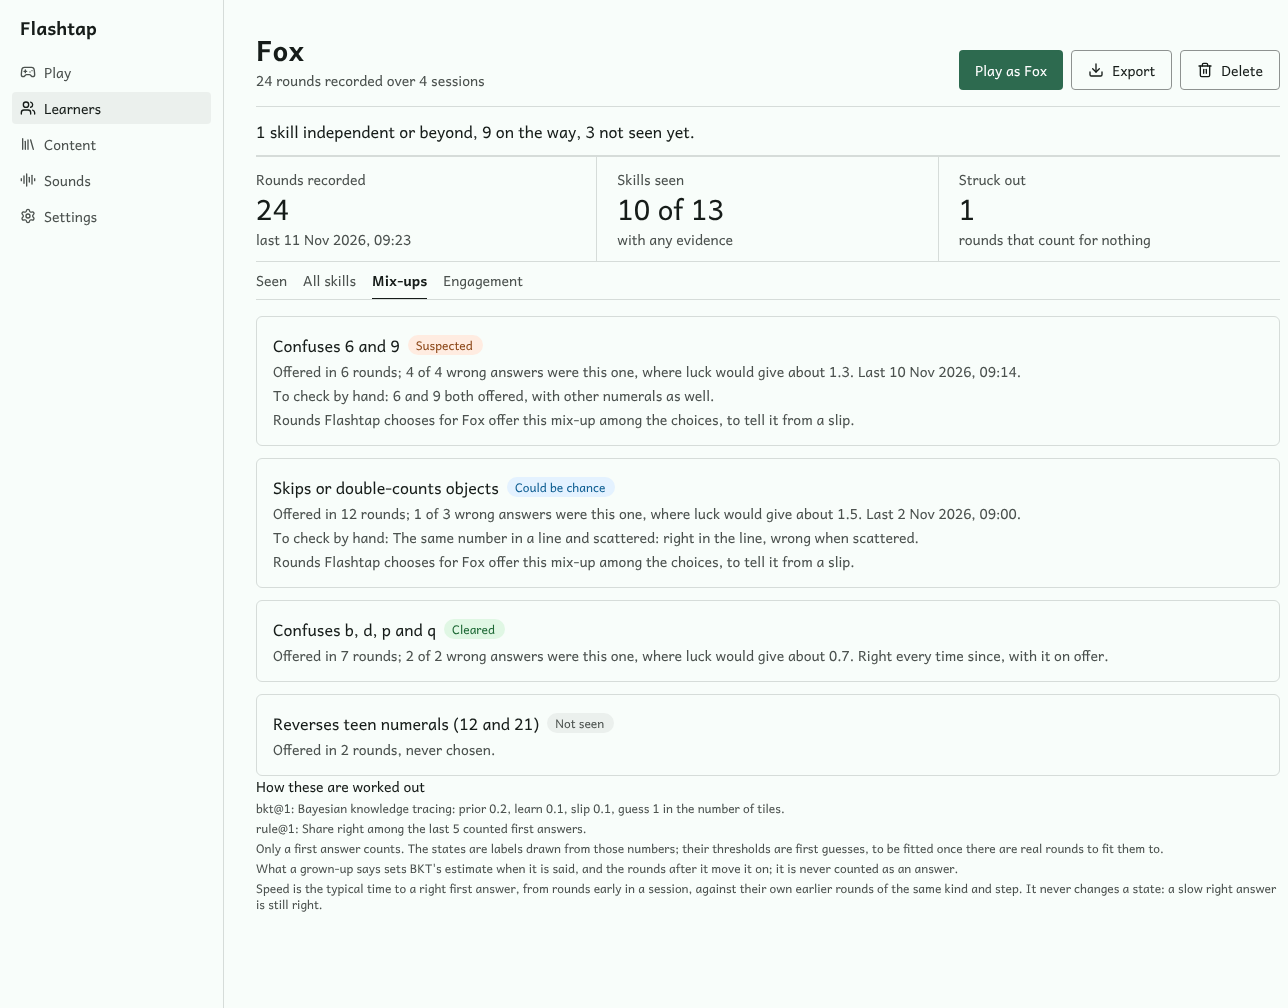 Flashtap
Play
Learners
Content
Sounds
Settings
Fox
24 rounds recorded over 4 sessions
Play as Fox
Export
Delete
1 skill independent or beyond, 9 on the way, 3 not seen yet.
Rounds recorded
24
last 11 Nov 2026, 09:23
Skills seen
10 of 13
with any evidence
Struck out
1
rounds that count for nothing
Seen
All skills
Mix-ups
Engagement
Confuses 6 and 9 Suspected
Offered in 6 rounds; 4 of 4 wrong answers were this one, where luck would give about 1.3. Last 10 Nov 2026, 09:14.
To check by hand: 6 and 9 both offered, with other numerals as well.
Rounds Flashtap chooses for Fox offer this mix-up among the choices, to tell it from a slip.
Skips or double-counts objects Could be chance
Offered in 12 rounds; 1 of 3 wrong answers were this one, where luck would give about 1.5. Last 2 Nov 2026, 09:00.
To check by hand: The same number in a line and scattered: right in the line, wrong when scattered.
Rounds Flashtap chooses for Fox offer this mix-up among the choices, to tell it from a slip.
Confuses b, d, p and q Cleared
Offered in 7 rounds; 2 of 2 wrong answers were this one, where luck would give about 0.7. Right every time since, with it on offer.
Reverses teen numerals (12 and 21) Not seen
Offered in 2 rounds, never chosen.
How these are worked out
bkt@1: Bayesian knowledge tracing: prior 0.2, learn 0.1, slip 0.1, guess 1 in the number of tiles.
rule@1: Share right among the last 5 counted first answers.
Only a first answer counts. The states are labels drawn from those numbers; their thresholds are first guesses, to be fitted once there are real rounds to fit them to.
What a grown-up says sets BKT's estimate when it is said, and the rounds after it move it on; it is never counted as an answer.
Speed is the typical time to a right first answer, from rounds early in a session, against their own earlier rounds of the same kind and step. It never changes a state: a slow right answer
is still right.